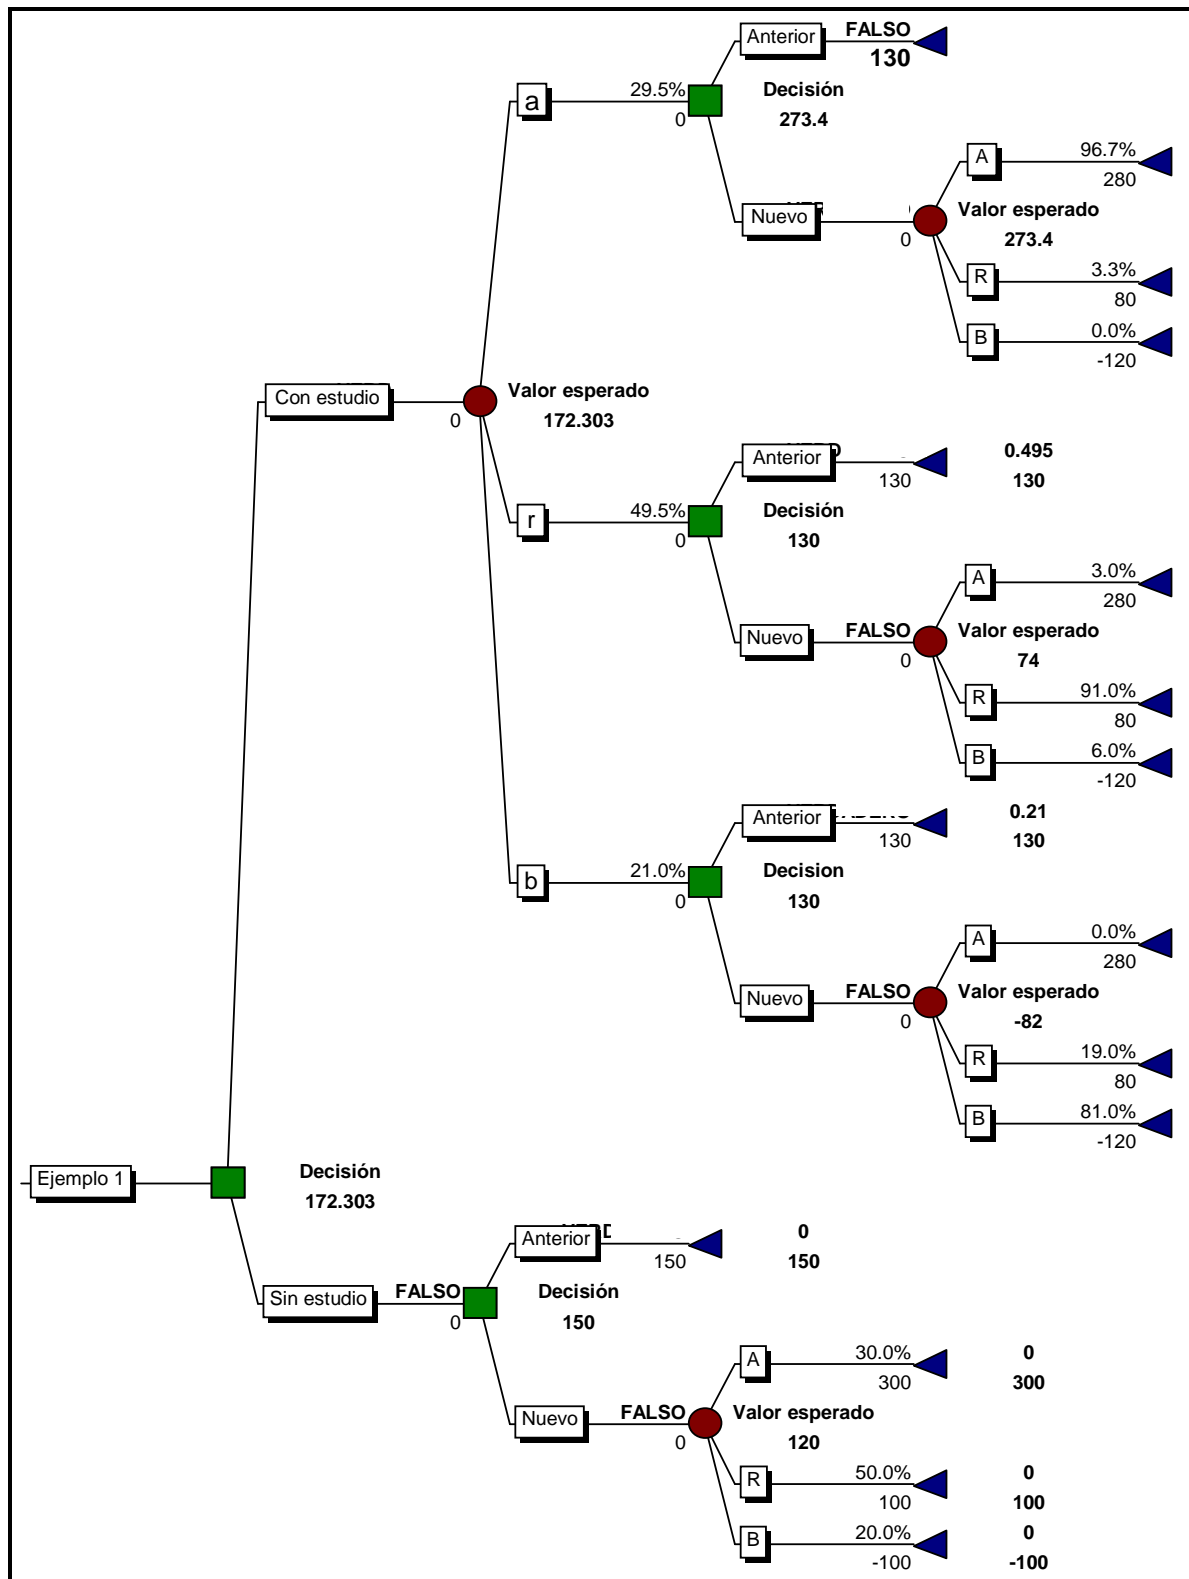 Anterior FALSO
130
29.5% Decisión
a
0 273.4
A 96.7%
280
Nuevo Valor esperado
0 273.4
R 3.3%
80
B 0.0%
-120
Con estudio Valor esperado
0 172.303
Anterior 0.495
130 130
r 49.5% Decisión
0 130
A 3.0%
280
Nuevo FALSO Valor esperado
0 74
R 91.0%
80
B 6.0%
-120
Anterior 0.21
130 130
b 21.0% Decision
0 130
A 0.0%
280
Nuevo FALSO Valor esperado
0 -82
R 19.0%
80
B 81.0%
-120
Ejemplo 1 Decisión
172.303
Anterior 0
150 150
Sin estudio FALSO Decisión
0 150
A 30.0% 0
300 300
Nuevo FALSO Valor esperado
0 120
R 50.0% 0
100 100
B 20.0% 0
-100 -100